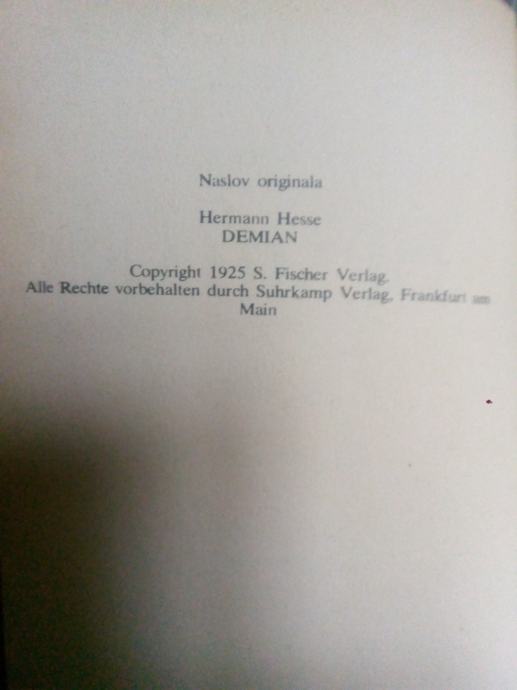 Naslov originala
Hermann Hesse
DEMIAN
Copyright 1925 S. Fischer Verlag.
Alle Rechte vorbehalten durch Suhrkamp Verlag, Frankfurt am
Main